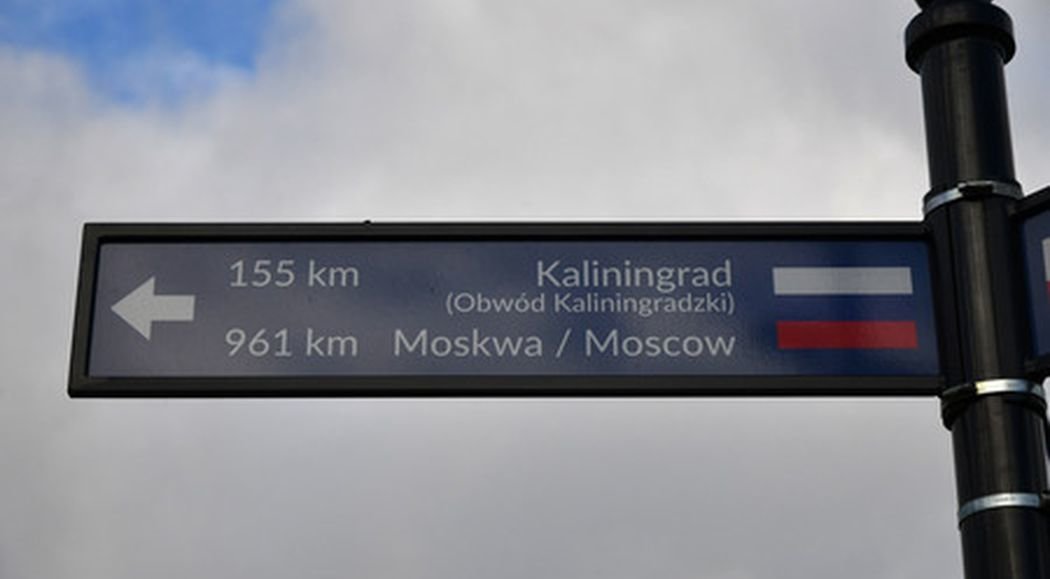 155 km Kaliningrad
(Obwód Kaliningradzki)
961 km Moskwa / Moscow